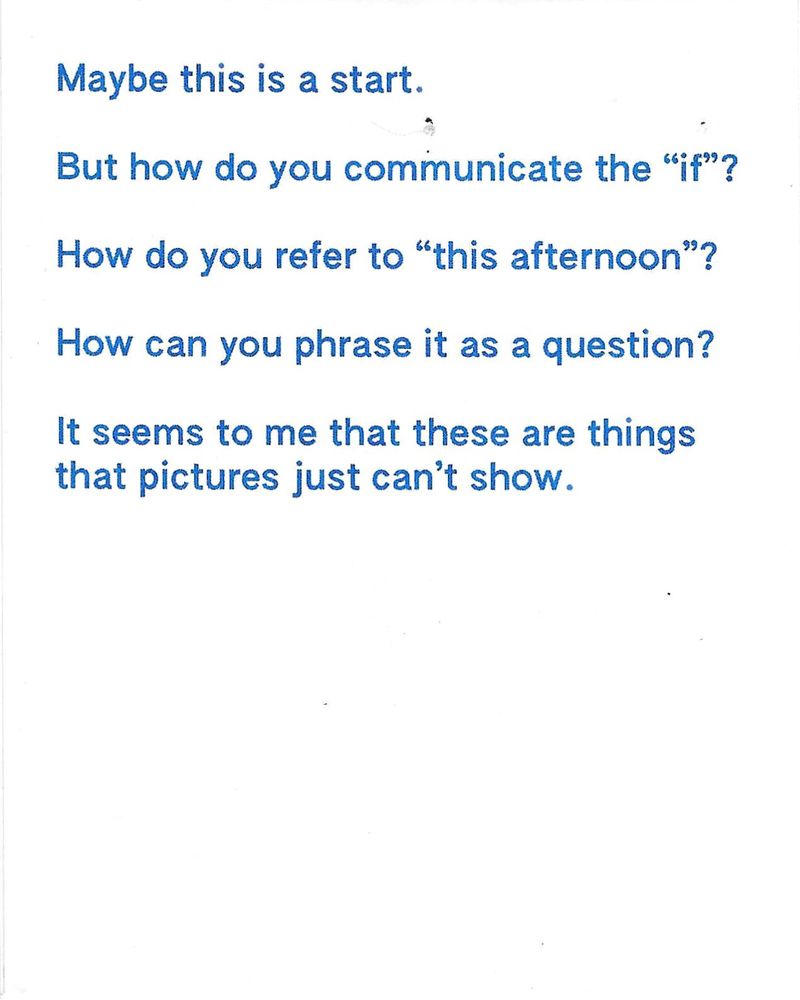 Maybe this is a start.
But how do you communicate the “if”?
How do you refer to “this afternoon”?
How can you phrase it as a question?
It seems to me that these are things
that pictures just can’t show.